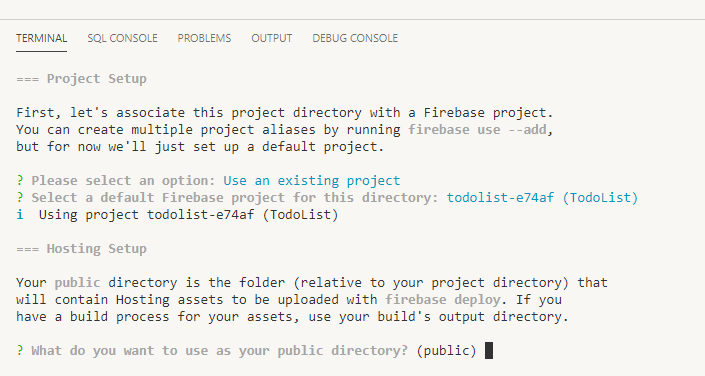 TERMINAL SQL CONSOLE PROBLEMS OUTPUT DEBUG CONSOLE
=== Project Setup
First, let's associate this project directory with a Firebase project.
You can create multiple project aliases by running firebase use --add,
but for now we'll just set up a default project.
? Please select an option: Use an existing project
? Select a default Firebase project for this directory: todolist-e74af (TodoList)
i  Using project todolist-e74af (TodoList)
=== Hosting Setup
Your public directory is the folder (relative to your project directory) that
will contain Hosting assets to be uploaded with firebase deploy. If you
have a build process for your assets, use your build's output directory.
? What do you want to use as your public directory? (public)